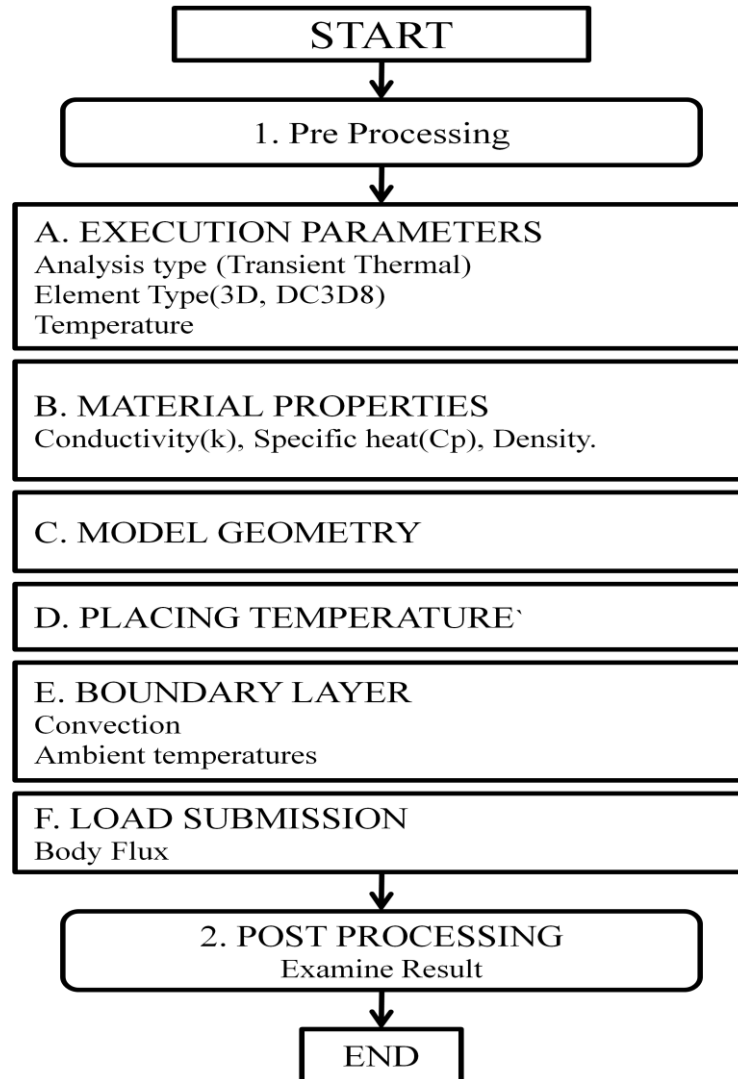 START
1. Pre Processing
A. EXECUTION PARAMETERS
Analysis type (Transient Thermal)
Element Type(3D, DC3D8)
Temperature
B. MATERIAL PROPERTIES
Conductivity(k), Specific heat(Cp), Density.
C. MODEL GEOMETRY
D. PLACING TEMPERATURE`
E. BOUNDARY LAYER
Convection
Ambient temperatures
F. LOAD SUBMISSION
Body Flux
2. POST PROCESSING
Examine Result
END